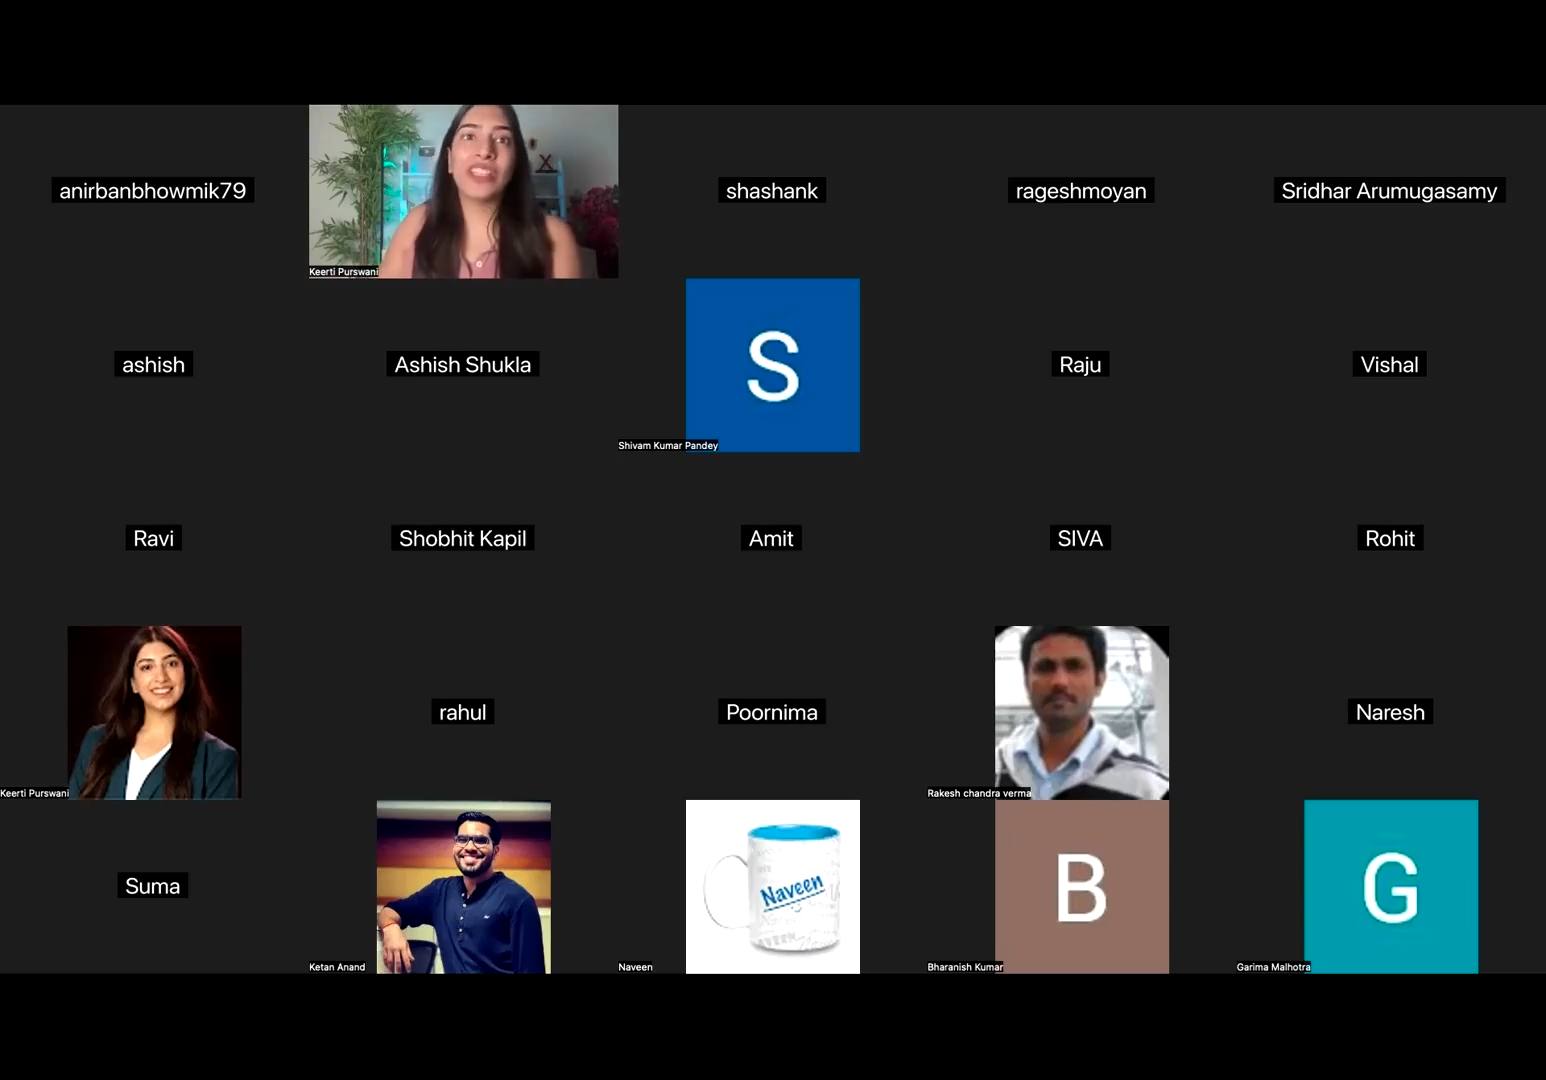 anirbanbhowmik79
Keerti Purswani
shashank
rageshmoyan
Sridhar Arumugasamy
ashish
Ashish Shukla
S
Shivam Kumar Pandey
Raju
Vishal
Ravi
Shobhit Kapil
Amit
SIVA
Rohit
Keerti Purswani
rahul
Poornima
Rakesh chandra verma
Naresh
Suma
Ketan Anand
Naveen
Naveen
B
Bharanish Kumar
G
Garima Malhotra